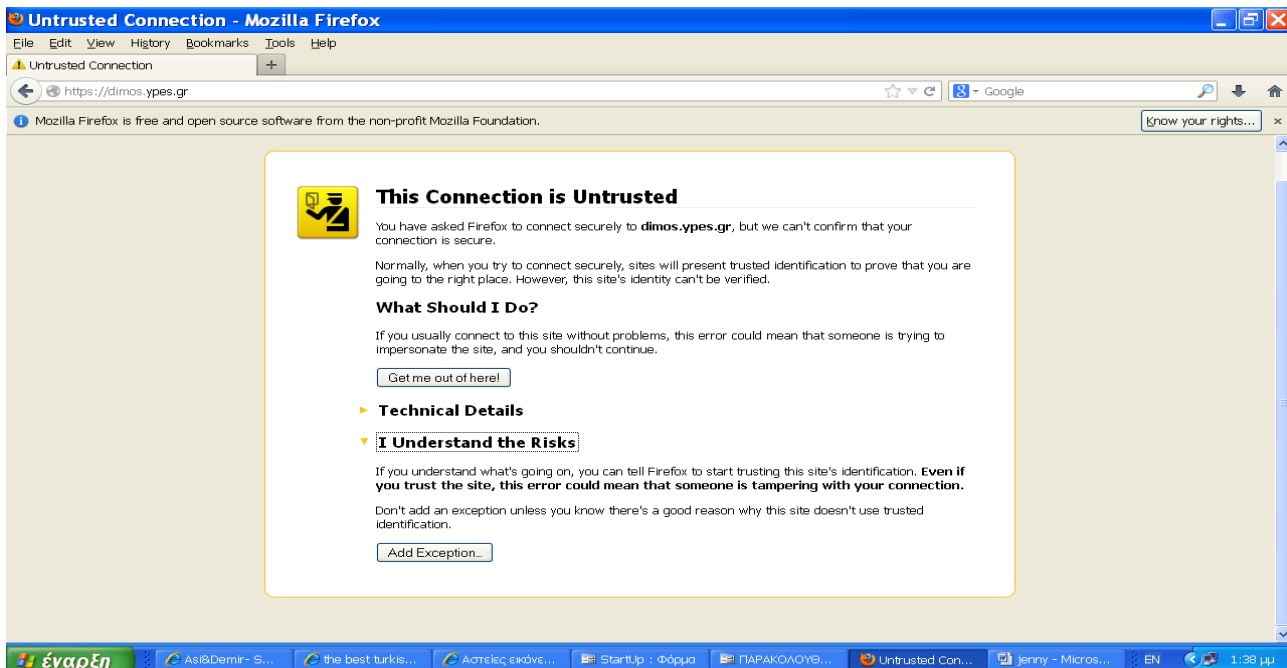 Untrusted Connection - Mozilla Firefox
File Edit View History Bookmarks Tools Help
Untrusted Connection +
https://dimos.ypes.gr Google
Mozilla Firefox is free and open source software from the non-profit Mozilla Foundation. Know your rights... ×
This Connection is Untrusted
You have asked Firefox to connect securely to dimos.ypes.gr, but we can't confirm that your
connection is secure.
Normally, when you try to connect securely, sites will present trusted identification to prove that you are
going to the right place. However, this site's identity can't be verified.
What Should I Do?
If you usually connect to this site without problems, this error could mean that someone is trying to
impersonate the site, and you shouldn't continue.
Get me out of here!
Technical Details
I Understand the Risks
If you understand what's going on, you can tell Firefox to start trusting this site's identification. Even if
you trust the site, this error could mean that someone is tampering with your connection.
Don't add an exception unless you know there's a good reason why this site doesn't use trusted
identification.
Add Exception...
έναρξη Asi&Demir- S... the best turkis... Αστείες εικόνε... StartUp : Φόρμα ΠΑΡΑΚΟΛΟΥΘ... Untrusted Con... jenny - Micros... EN 1:38 μμ